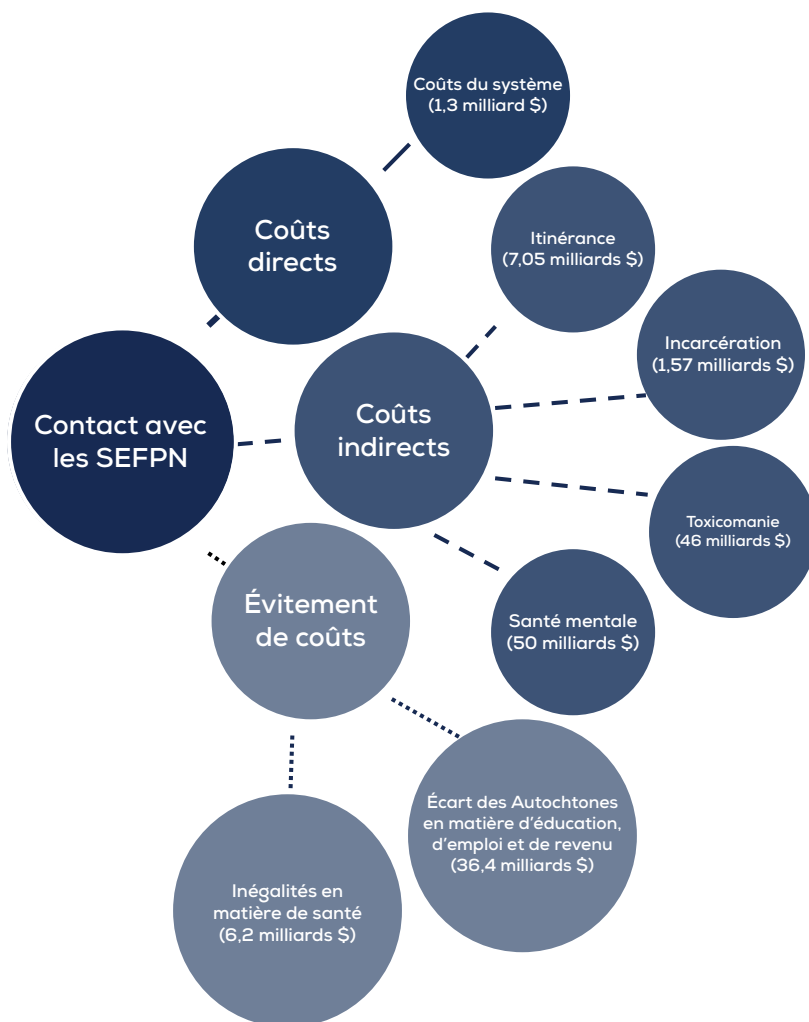 Coûts du système
(1,3 milliard $)
Coûts
directs
Itinérance
(7,05 milliards $)
Incarcération
(1,57 milliards $)
Contact avec
les SEFPN
Coûts
indirects
Toxicomanie
(46 milliards $)
Évitement
de coûts
Santé mentale
(50 milliards $)
Écart des Autochtones
en matière d'éducation,
d'emploi et de revenu
(36,4 milliards $)
Inégalités en
matière de santé
(6,2 milliards $)